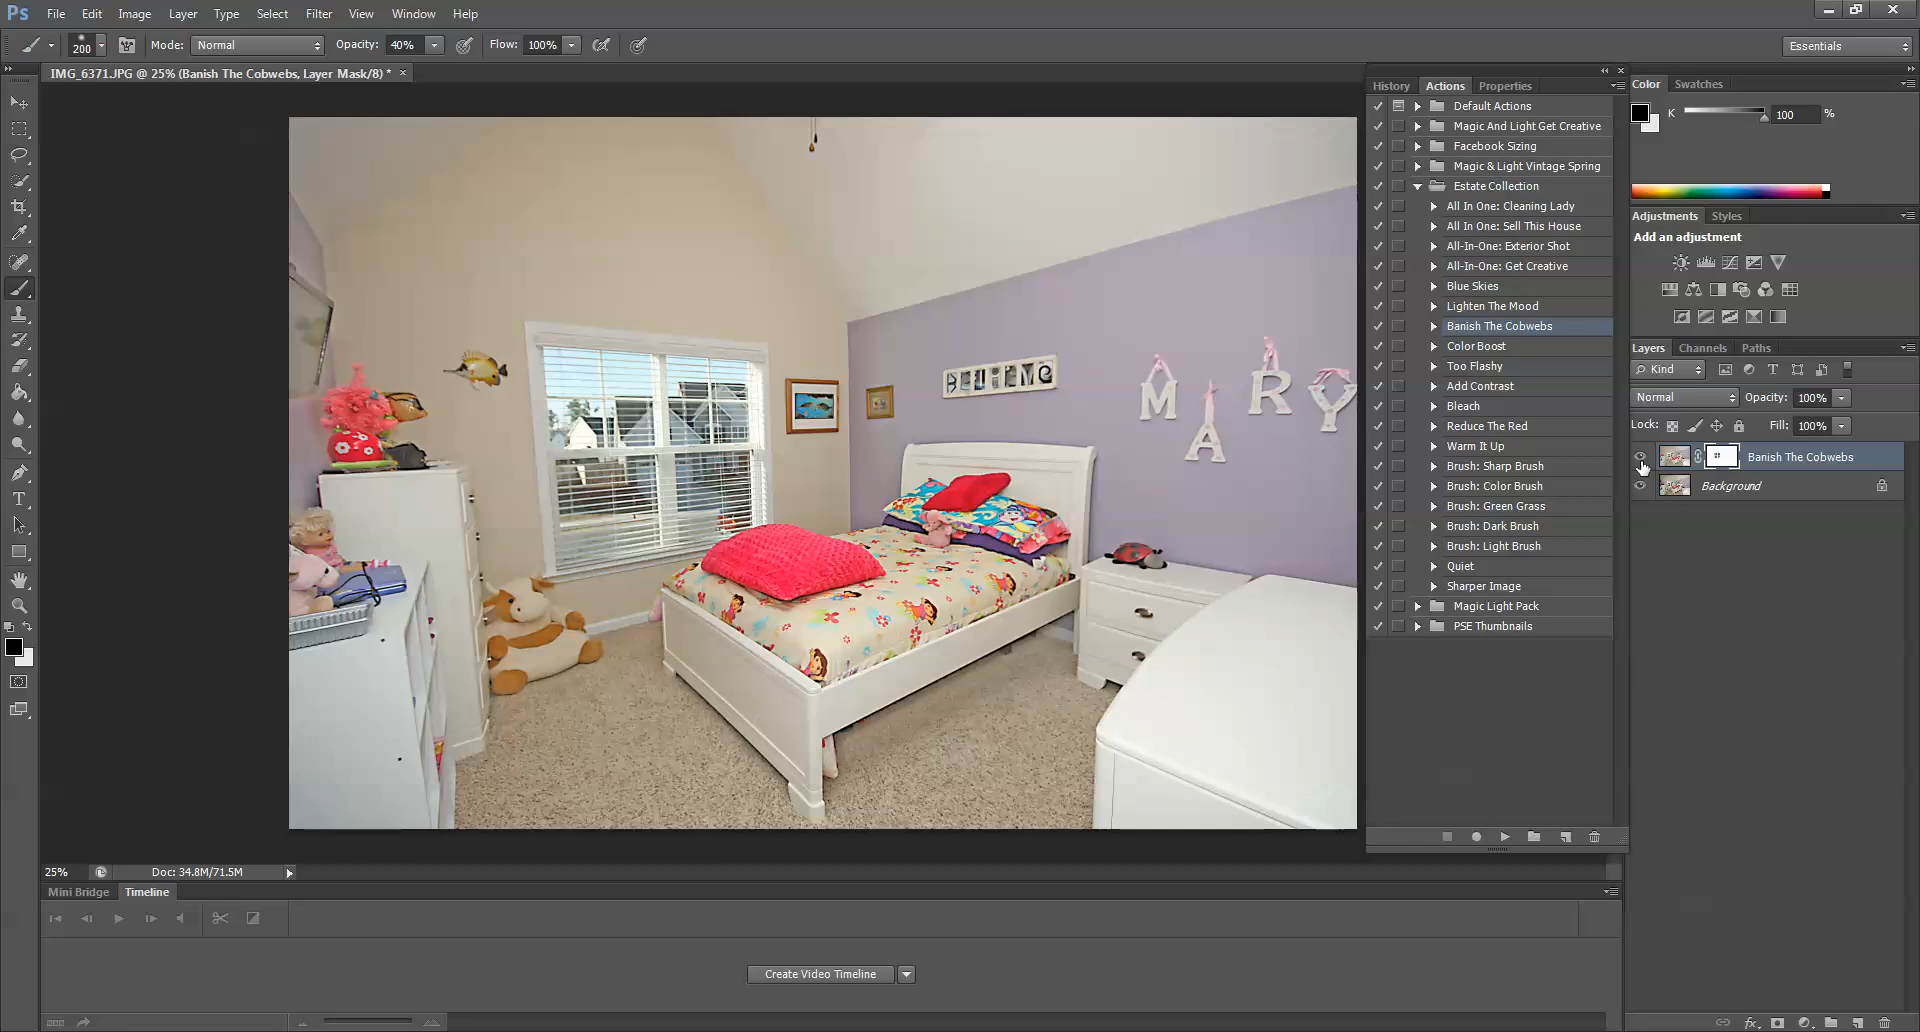 Ps File Edit Image Layer Type Select Filter View Window Help
200 Mode: Normal Opacity: 40% Flow: 100% Essentials
IMG_6371.JPG @ 25% (Banish The Cobwebs, Layer Mask/8) * ×
History Actions Properties
Default Actions
Magic And Light Get Creative
Facebook Sizing
Magic & Light Vintage Spring
Estate Collection
All In One: Cleaning Lady
All In One: Sell This House
All-In-One: Exterior Shot
All-In-One: Get Creative
Blue Skies
Lighten The Mood
Banish The Cobwebs
Color Boost
Too Flashy
Add Contrast
Bleach
Reduce The Red
Warm It Up
Brush: Sharp Brush
Brush: Color Brush
Brush: Green Grass
Brush: Dark Brush
Brush: Light Brush
Quiet
Sharper Image
Magic Light Pack
PSE Thumbnails
Color Swatches
K 100 %
Adjustments Styles
Add an adjustment
Layers Channels Paths
Kind
Normal Opacity: 100%
Lock: Fill: 100%
Banish The Cobwebs
Background
MARY
25% Doc: 34.8M/71.5M
Mini Bridge Timeline
Create Video Timeline